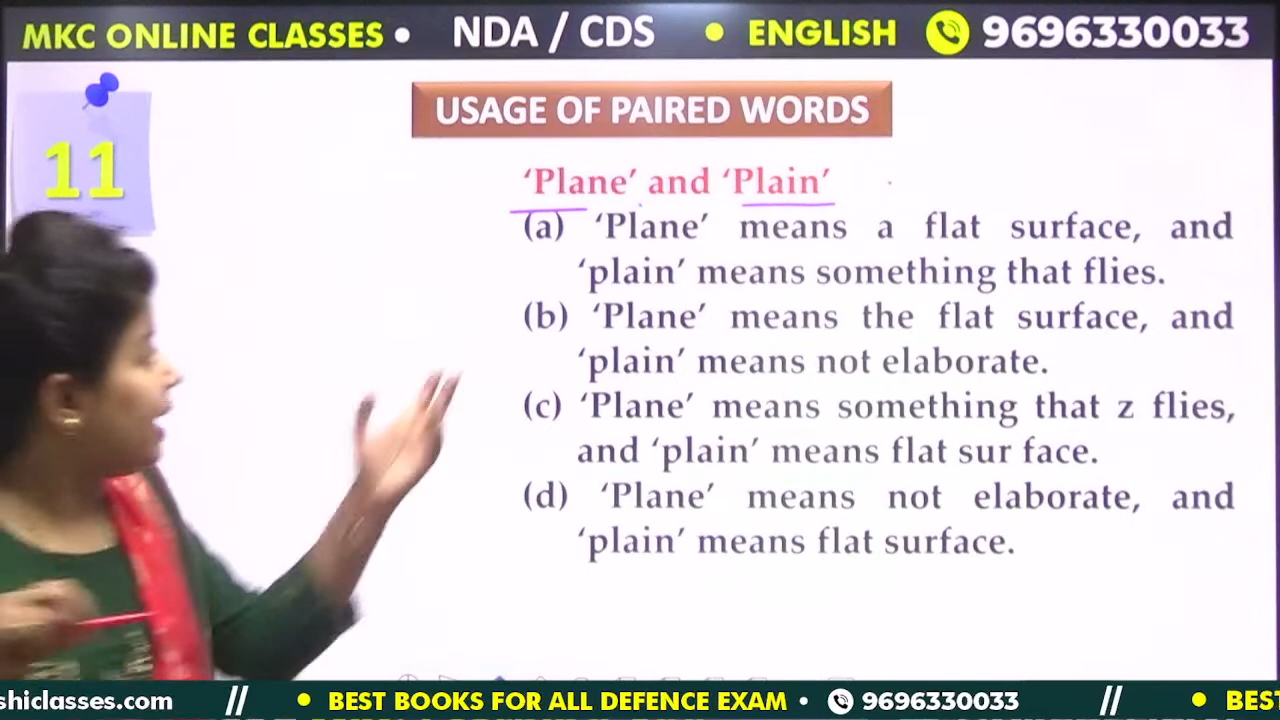 MKC ONLINE CLASSES • NDA / CDS • ENGLISH 9696330033
11
USAGE OF PAIRED WORDS
‘Plane’ and ‘Plain’
(a) ‘Plane’ means a flat surface, and
‘plain’ means something that flies.
(b) ‘Plane’ means the flat surface, and
‘plain’ means not elaborate.
(c) ‘Plane’ means something that z flies,
and ‘plain’ means flat sur face.
(d) ‘Plane’ means not elaborate, and
‘plain’ means flat surface.
shiclasses.com // • BEST BOOKS FOR ALL DEFENCE EXAM • 9696330033 // • BES